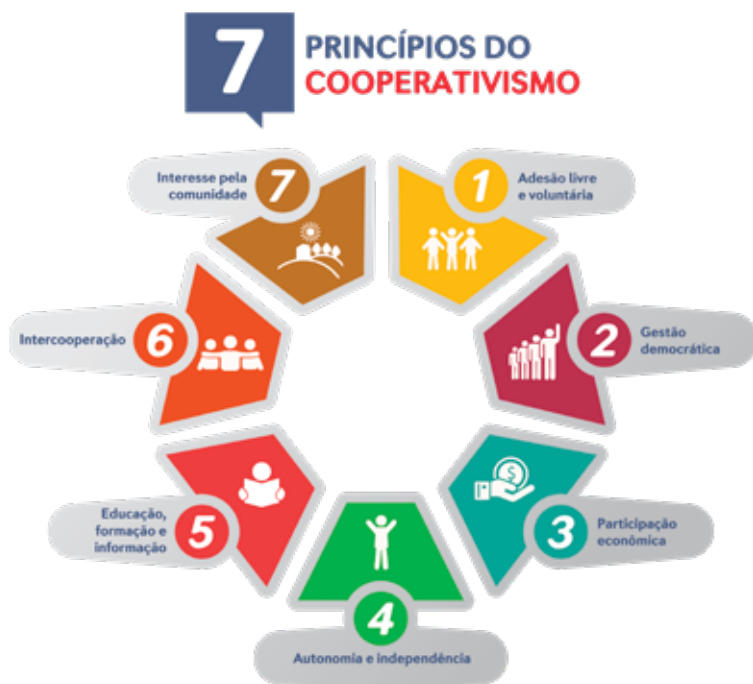 7
PRINCÍPIOS DO
COOPERATIVISMO
1
Adesão livre
e voluntária
2
Gestão
democrática
3
Participação
econômica
4
Autonomia e independência
5
Educação,
formação e
informação
6
Intercooperação
7
Interesse pela
comunidade
$